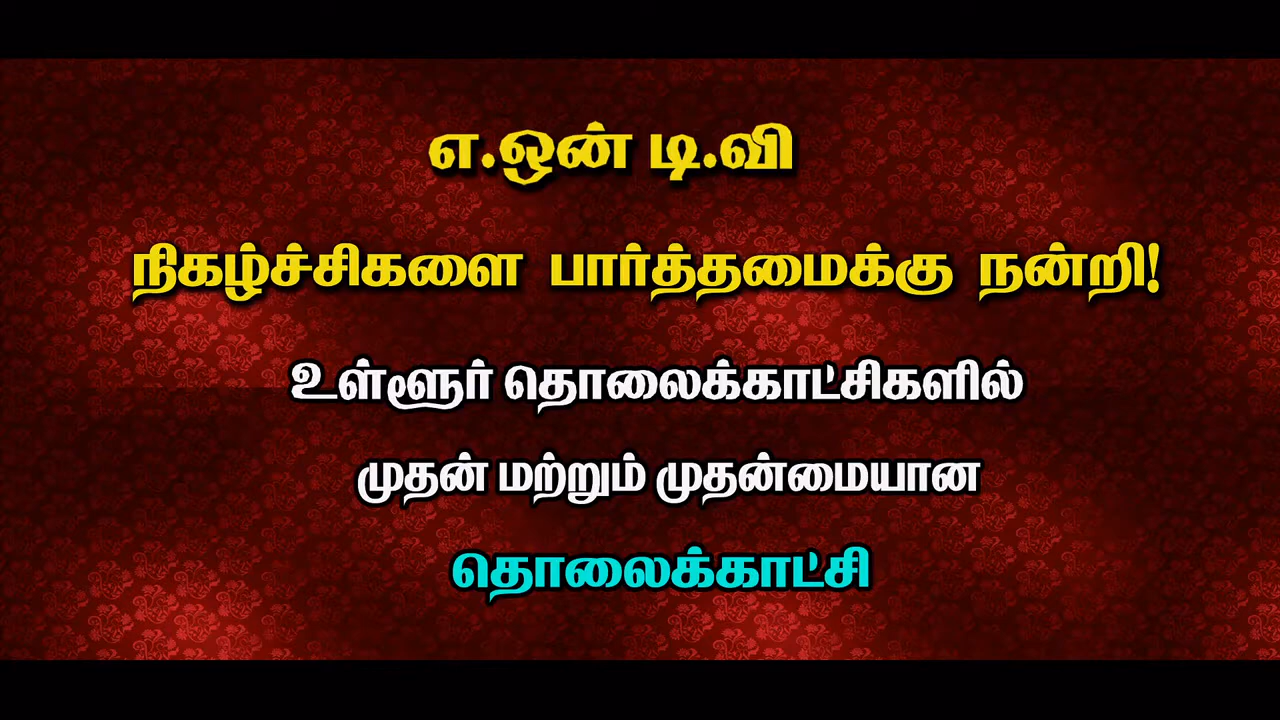 எ.ஒன் டி.வி
நிகழ்ச்சிகளை பார்த்தமைக்கு நன்றி!
உள்ளூர் தொலைக்காட்சிகளில்
முதன் மற்றும் முதன்மையான
தொலைக்காட்சி